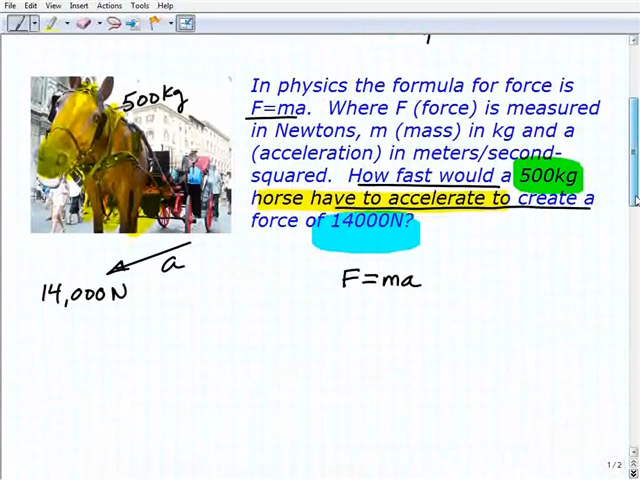 File Edit View Insert Actions Tools Help
500kg
In physics the formula for force is
F=ma. Where F (force) is measured
in Newtons, m (mass) in kg and a
(acceleration) in meters/second-
squared. How fast would a 500kg
horse have to accelerate to create a
force of 14000N?
a
14,000N
F=ma
1/2